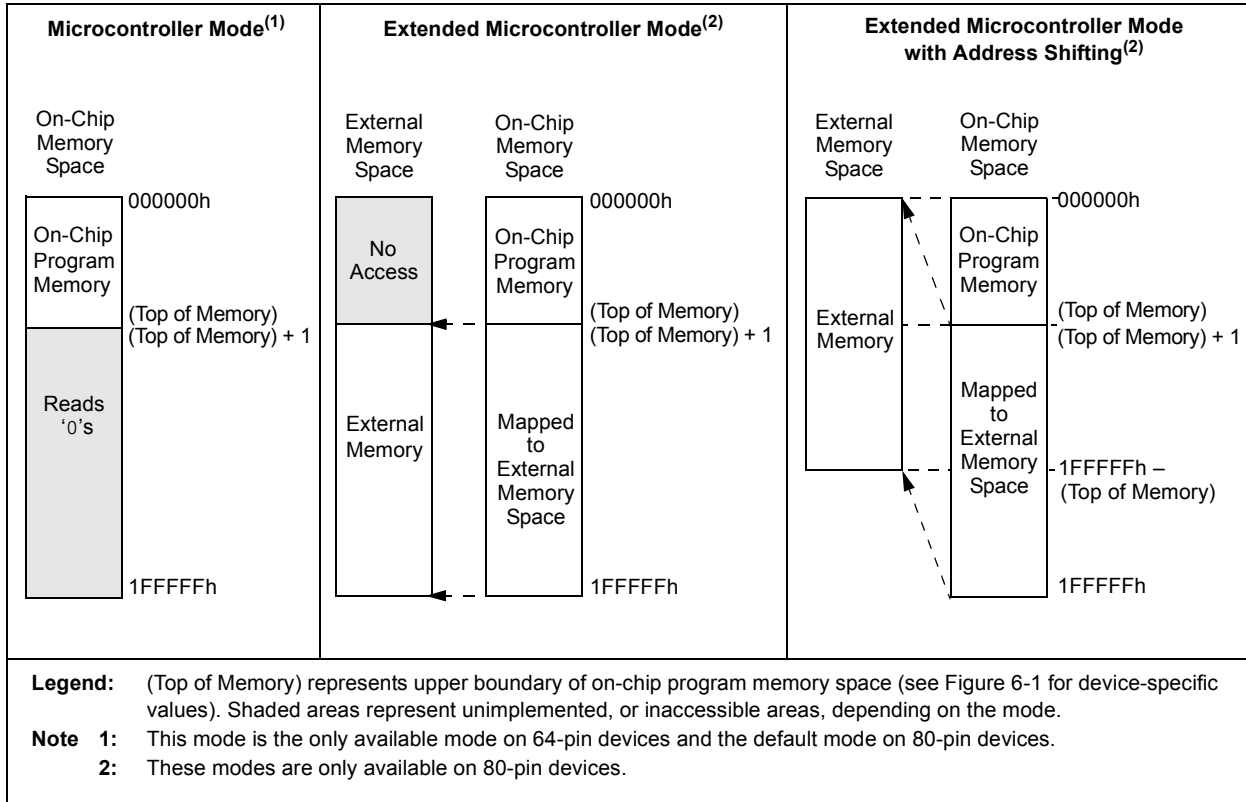 Microcontroller Mode(1)
On-Chip
Memory
Space
000000h
On-Chip
Program
Memory
(Top of Memory)
(Top of Memory) + 1
Reads
‘0’s
1FFFFFh
Extended Microcontroller Mode(2)
External
Memory
Space
On-Chip
Memory
Space
000000h
No
Access
On-Chip
Program
Memory
(Top of Memory)
(Top of Memory) + 1
External
Memory
Mapped
to
External
Memory
Space
1FFFFFh
Extended Microcontroller Mode
with Address Shifting(2)
External
Memory
Space
On-Chip
Memory
Space
000000h
On-Chip
Program
Memory
External
Memory
(Top of Memory)
(Top of Memory) + 1
Mapped
to
External
Memory
Space
1FFFFFh –
(Top of Memory)
1FFFFFh
Legend: (Top of Memory) represents upper boundary of on-chip program memory space (see Figure 6-1 for device-specific
values). Shaded areas represent unimplemented, or inaccessible areas, depending on the mode.
Note 1: This mode is the only available mode on 64-pin devices and the default mode on 80-pin devices.
2: These modes are only available on 80-pin devices.